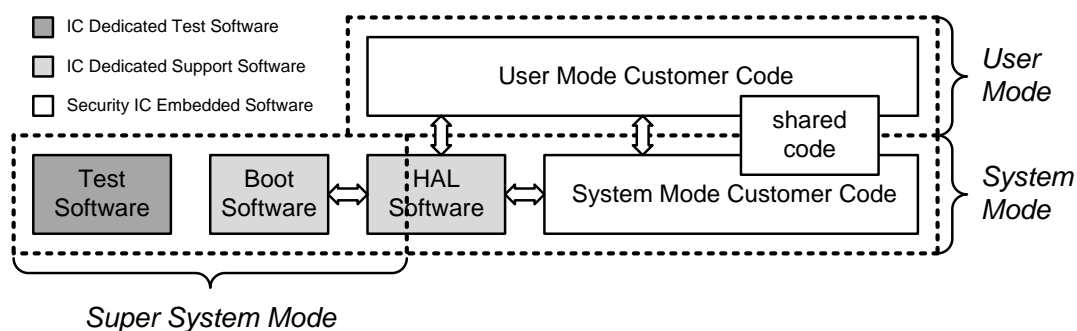 IC Dedicated Test Software
IC Dedicated Support Software
Security IC Embedded Software
User Mode Customer Code
shared
code
User
Mode
Test
Software
Boot
Software
HAL
Software
System Mode Customer Code
System
Mode
Super System Mode